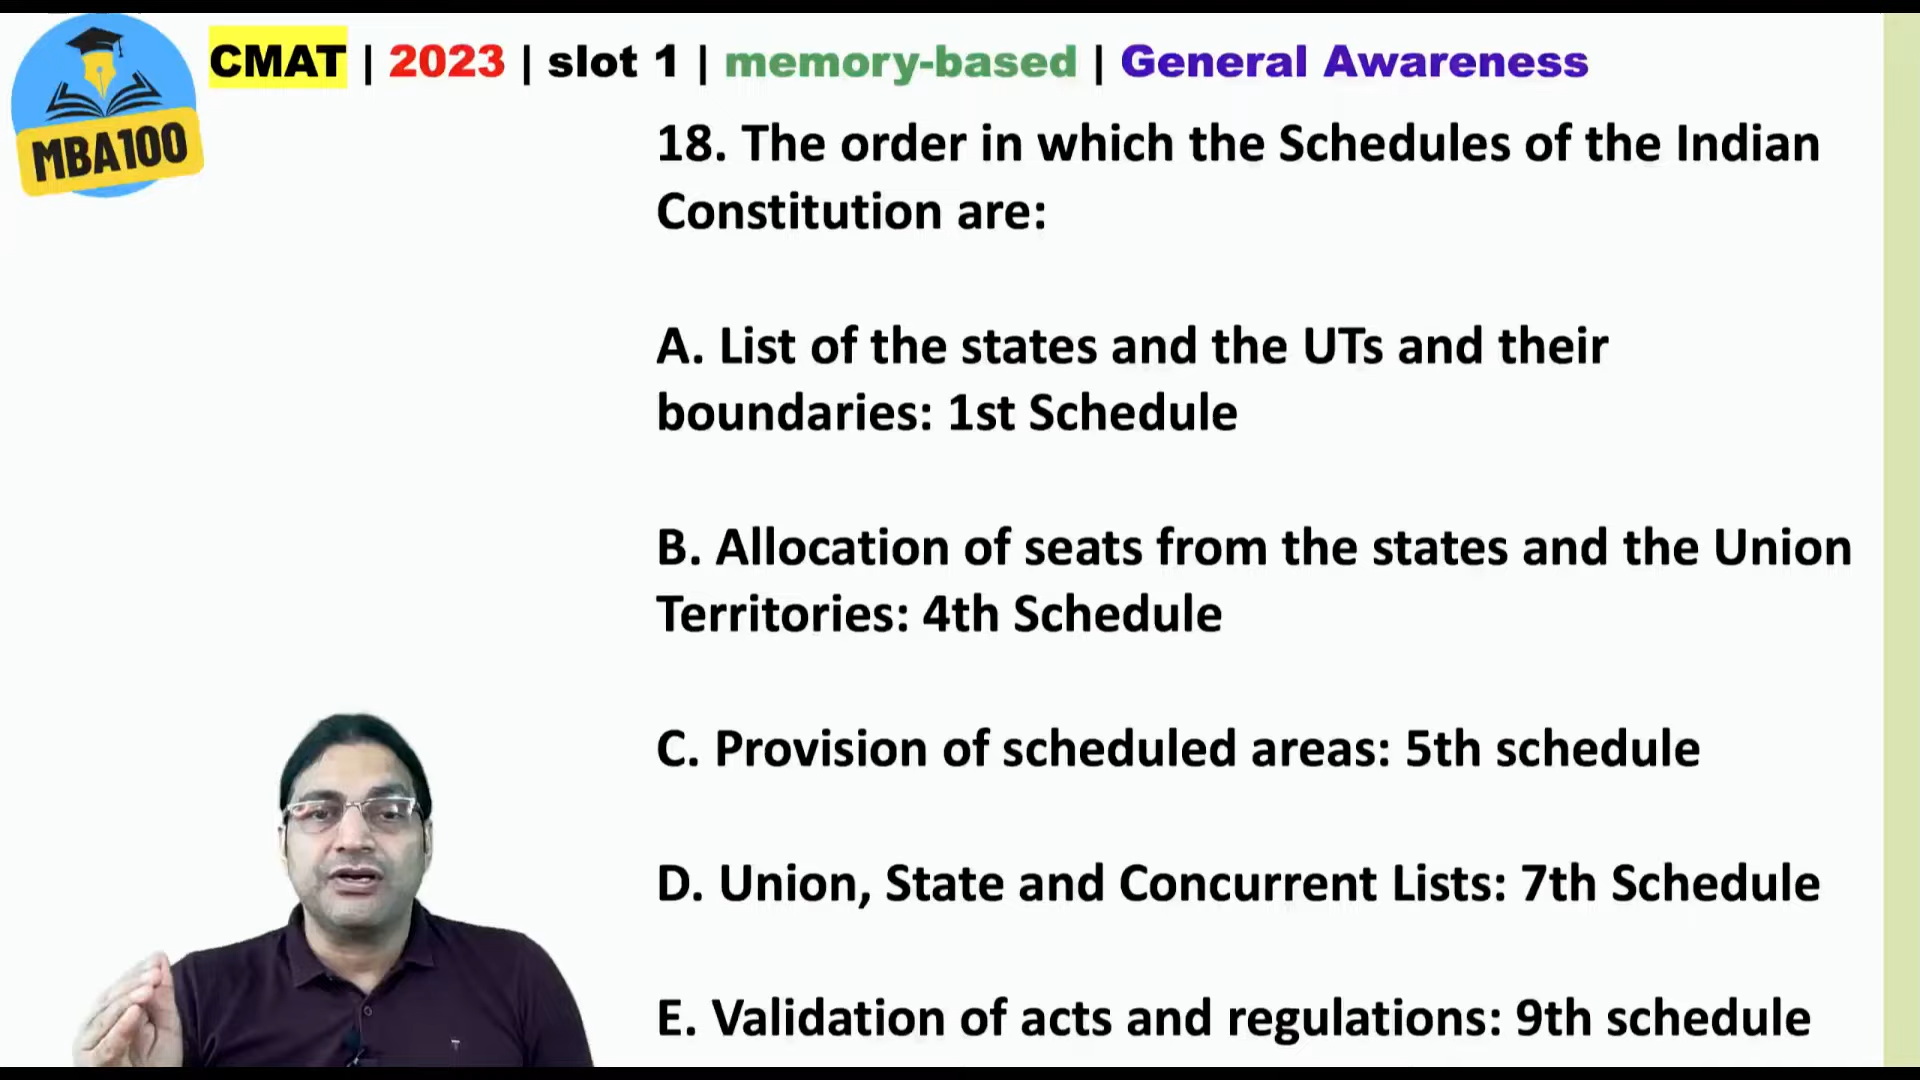 MBA100
CMAT | 2023 | slot 1 | memory-based | General Awareness
18. The order in which the Schedules of the Indian
Constitution are:
A. List of the states and the UTs and their
boundaries: 1st Schedule
B. Allocation of seats from the states and the Union
Territories: 4th Schedule
C. Provision of scheduled areas: 5th schedule
D. Union, State and Concurrent Lists: 7th Schedule
E. Validation of acts and regulations: 9th schedule